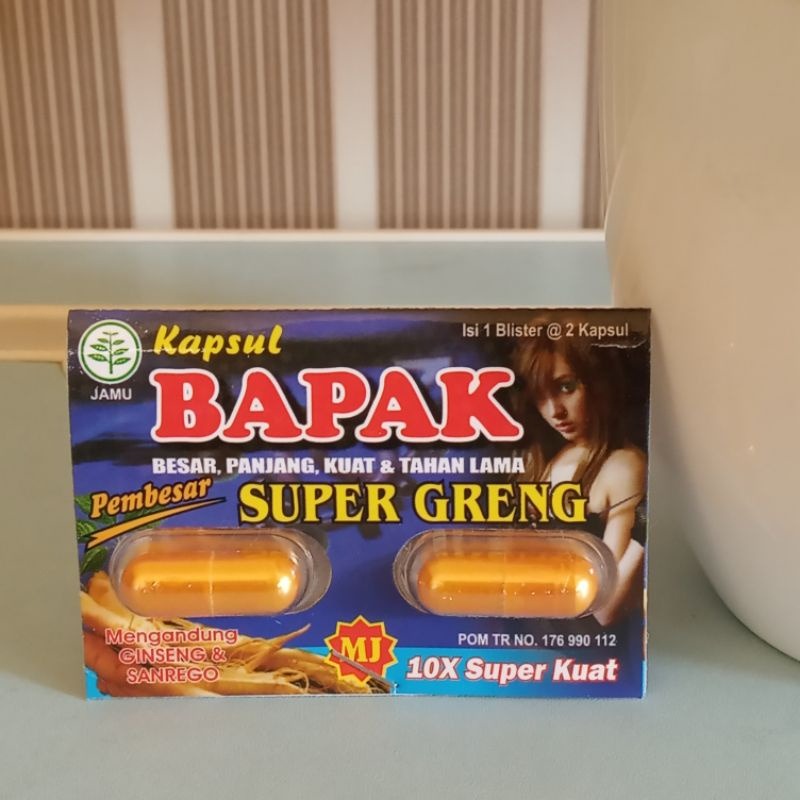 Kapsul
Isi 1 Blister @ 2 Kapsul
JAMU
BAPAK
BESAR, PANJANG, KUAT & TAHAN LAMA
Pembesar
SUPER GRENG
Mengandung
GINSENG &
SANREGO
MJ
POM TR NO. 176 990 112
10X Super Kuat